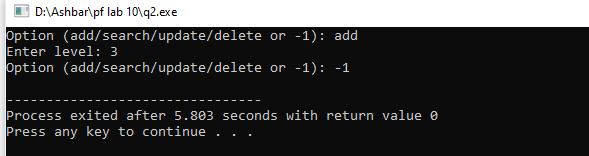 D:\Ashbar\pf lab 10\q2.exe
Option (add/search/update/delete or -1): add
Enter level: 3
Option (add/search/update/delete or -1): -1
--------------------------------
Process exited after 5.803 seconds with return value 0
Press any key to continue . . .